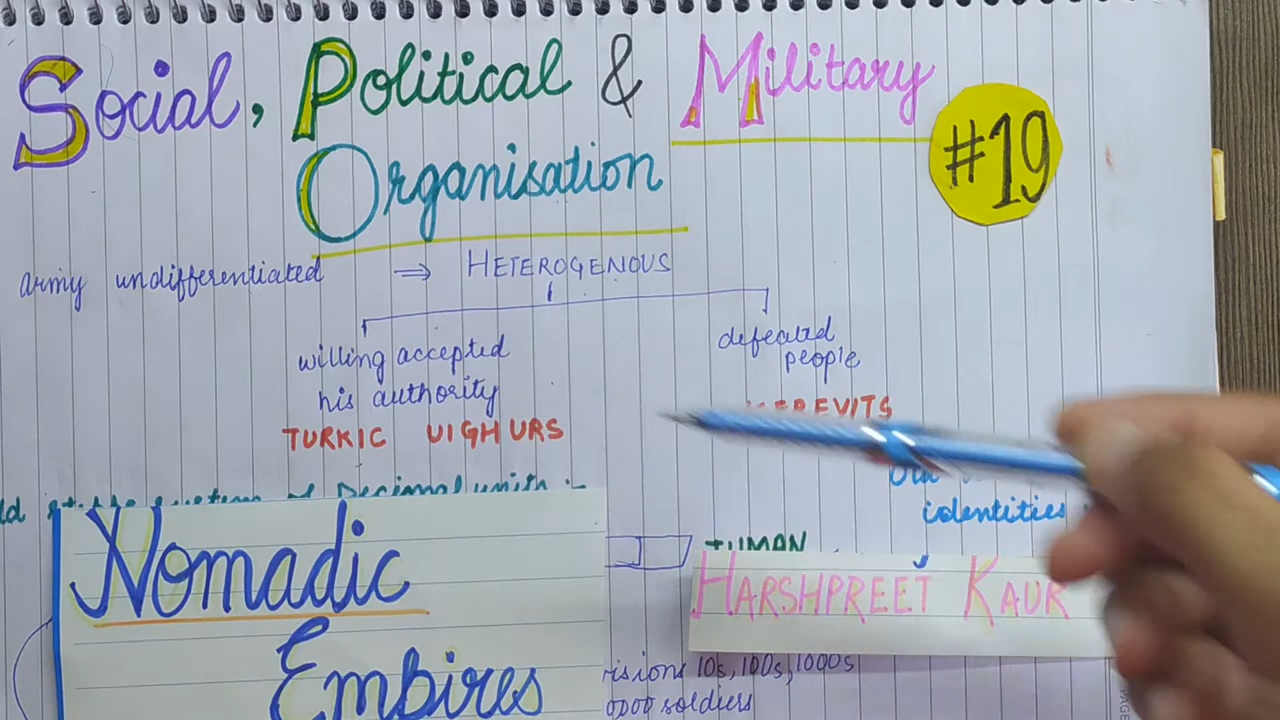 Social, Political & Military
Organisation
#19
army undifferentiated ⇒ HETEROGENOUS
willing accepted
his authority
TURKIC UIGHURS
defeated
people
identities
TUMAN
Nomadic
Empires
HARSHPREET KAUR
10s, 100s, 1000s
soldiers